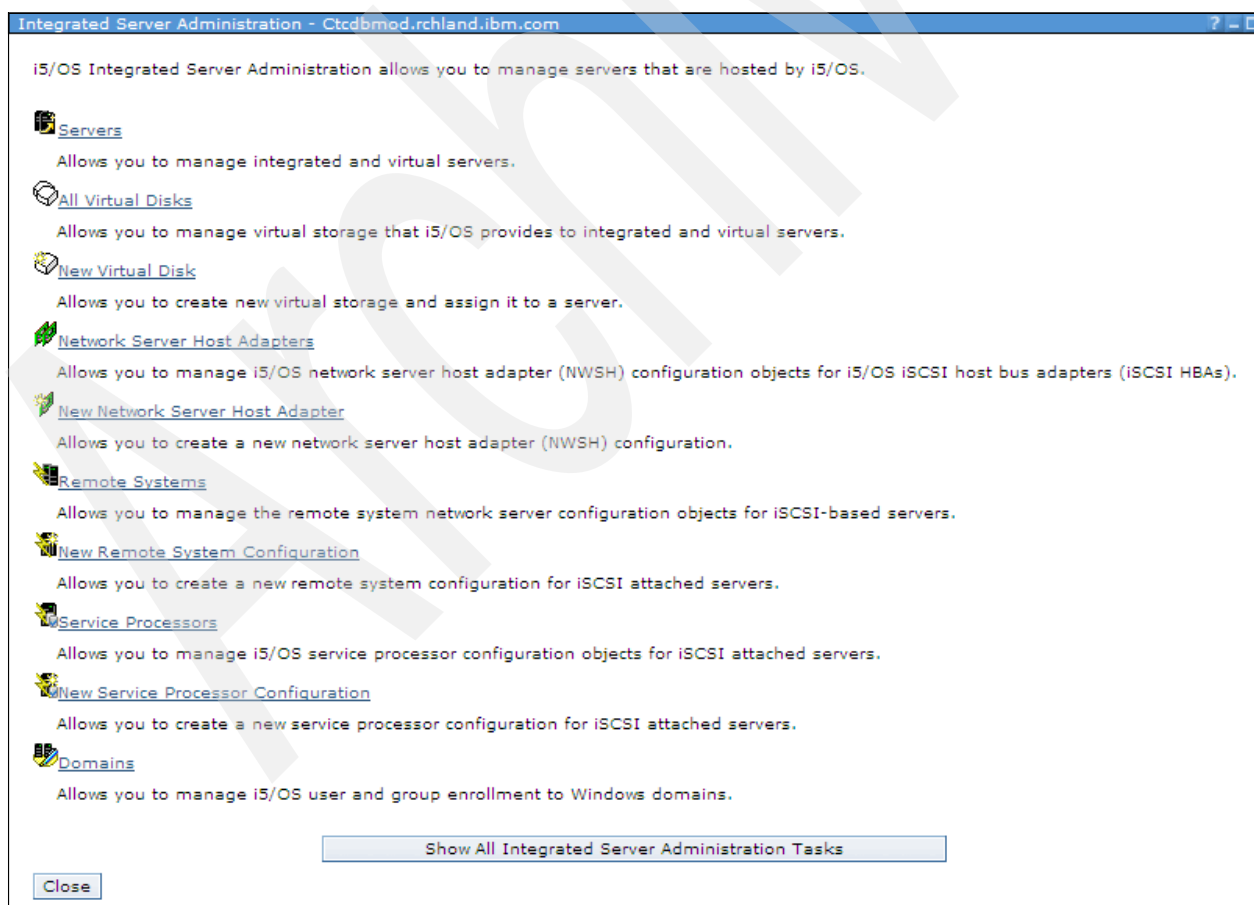 Integrated Server Administration - Ctcdbmod.rchland.ibm.com
i5/OS Integrated Server Administration allows you to manage servers that are hosted by i5/OS.
Servers
Allows you to manage integrated and virtual servers.
All Virtual Disks
Allows you to manage virtual storage that i5/OS provides to integrated and virtual servers.
New Virtual Disk
Allows you to create new virtual storage and assign it to a server.
Network Server Host Adapters
Allows you to manage i5/OS network server host adapter (NWSH) configuration objects for i5/OS iSCSI host bus adapters (iSCSI HBAs).
New Network Server Host Adapter
Allows you to create a new network server host adapter (NWSH) configuration.
Remote Systems
Allows you to manage the remote system network server configuration objects for iSCSI-based servers.
New Remote System Configuration
Allows you to create a new remote system configuration for iSCSI attached servers.
Service Processors
Allows you to manage i5/OS service processor configuration objects for iSCSI attached servers.
New Service Processor Configuration
Allows you to create a new service processor configuration for iSCSI attached servers.
Domains
Allows you to manage i5/OS user and group enrollment to Windows domains.
Show All Integrated Server Administration Tasks
Close